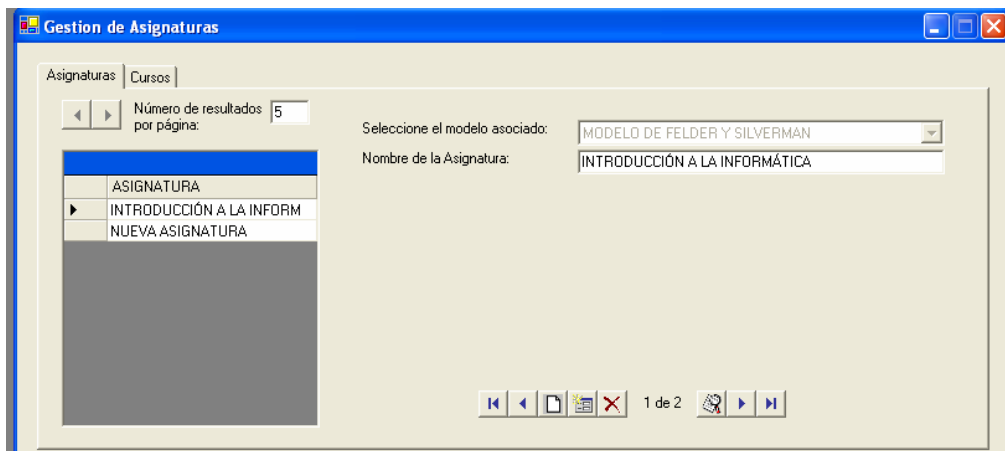 Gestion de Asignaturas
Asignaturas Cursos
Número de resultados
por página: 5
Seleccione el modelo asociado: MODELO DE FELDER Y SILVERMAN
Nombre de la Asignatura: INTRODUCCIÓN A LA INFORMÁTICA
ASIGNATURA
INTRODUCCIÓN A LA INFORM
NUEVA ASIGNATURA
1 de 2